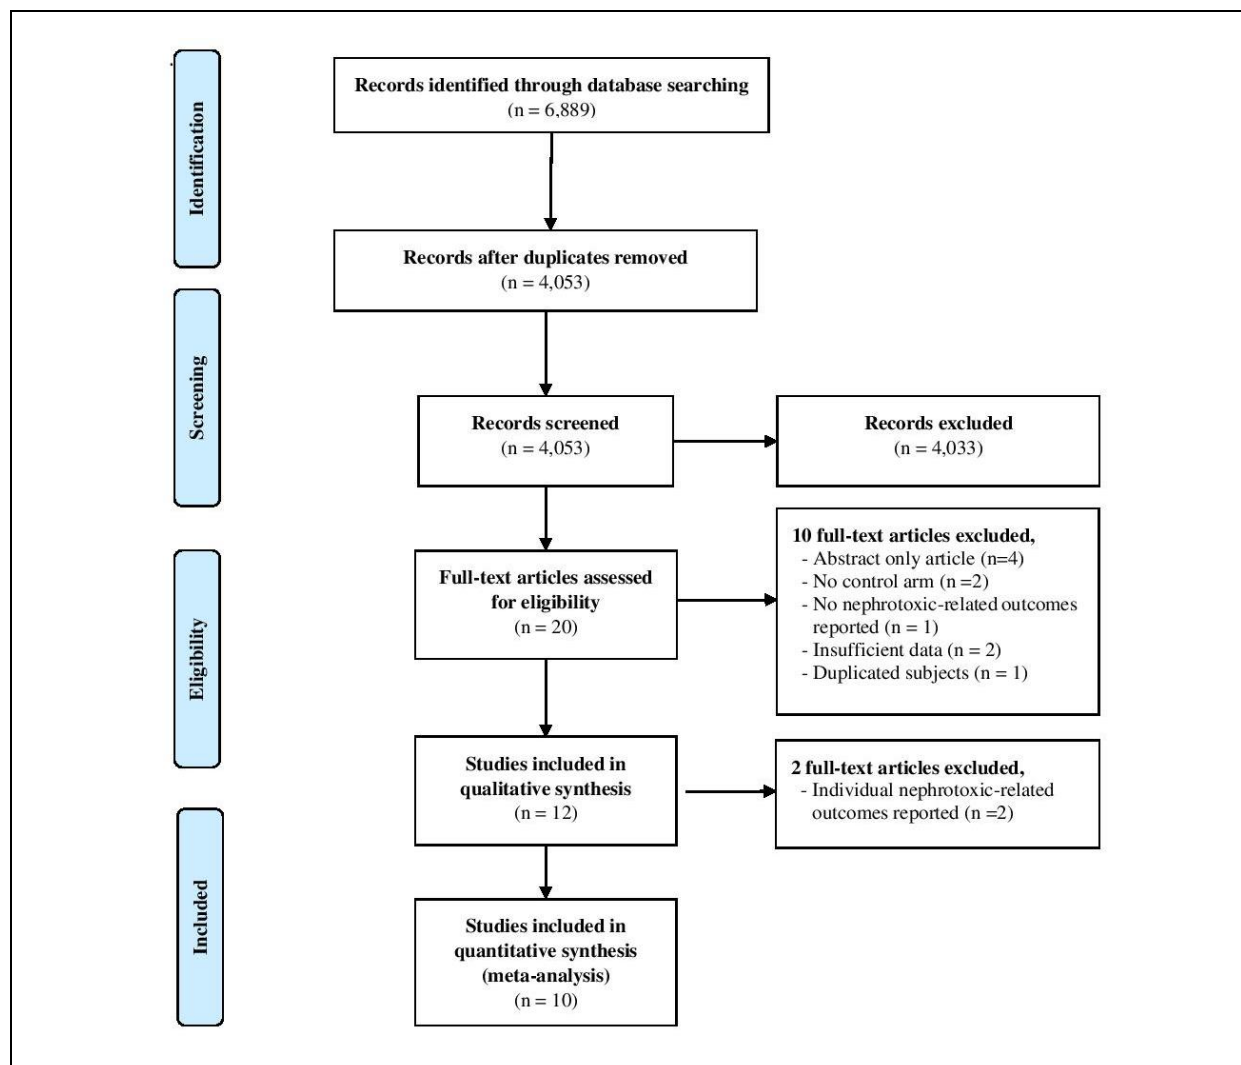 Identification
Records identified through database searching
(n = 6,889)
Records after duplicates removed
(n = 4,053)
Screening
Records screened
(n = 4,053)
Records excluded
(n = 4,033)
Eligibility
Full-text articles assessed
for eligibility
(n = 20)
10 full-text articles excluded,
- Abstract only article (n=4)
- No control arm (n =2)
- No nephrotoxic-related outcomes
reported (n = 1)
- Insufficient data (n = 2)
- Duplicated subjects (n = 1)
Studies included in
qualitative synthesis
(n = 12)
2 full-text articles excluded,
- Individual nephrotoxic-related
outcomes reported (n =2)
Included
Studies included in
quantitative synthesis
(meta-analysis)
(n = 10)